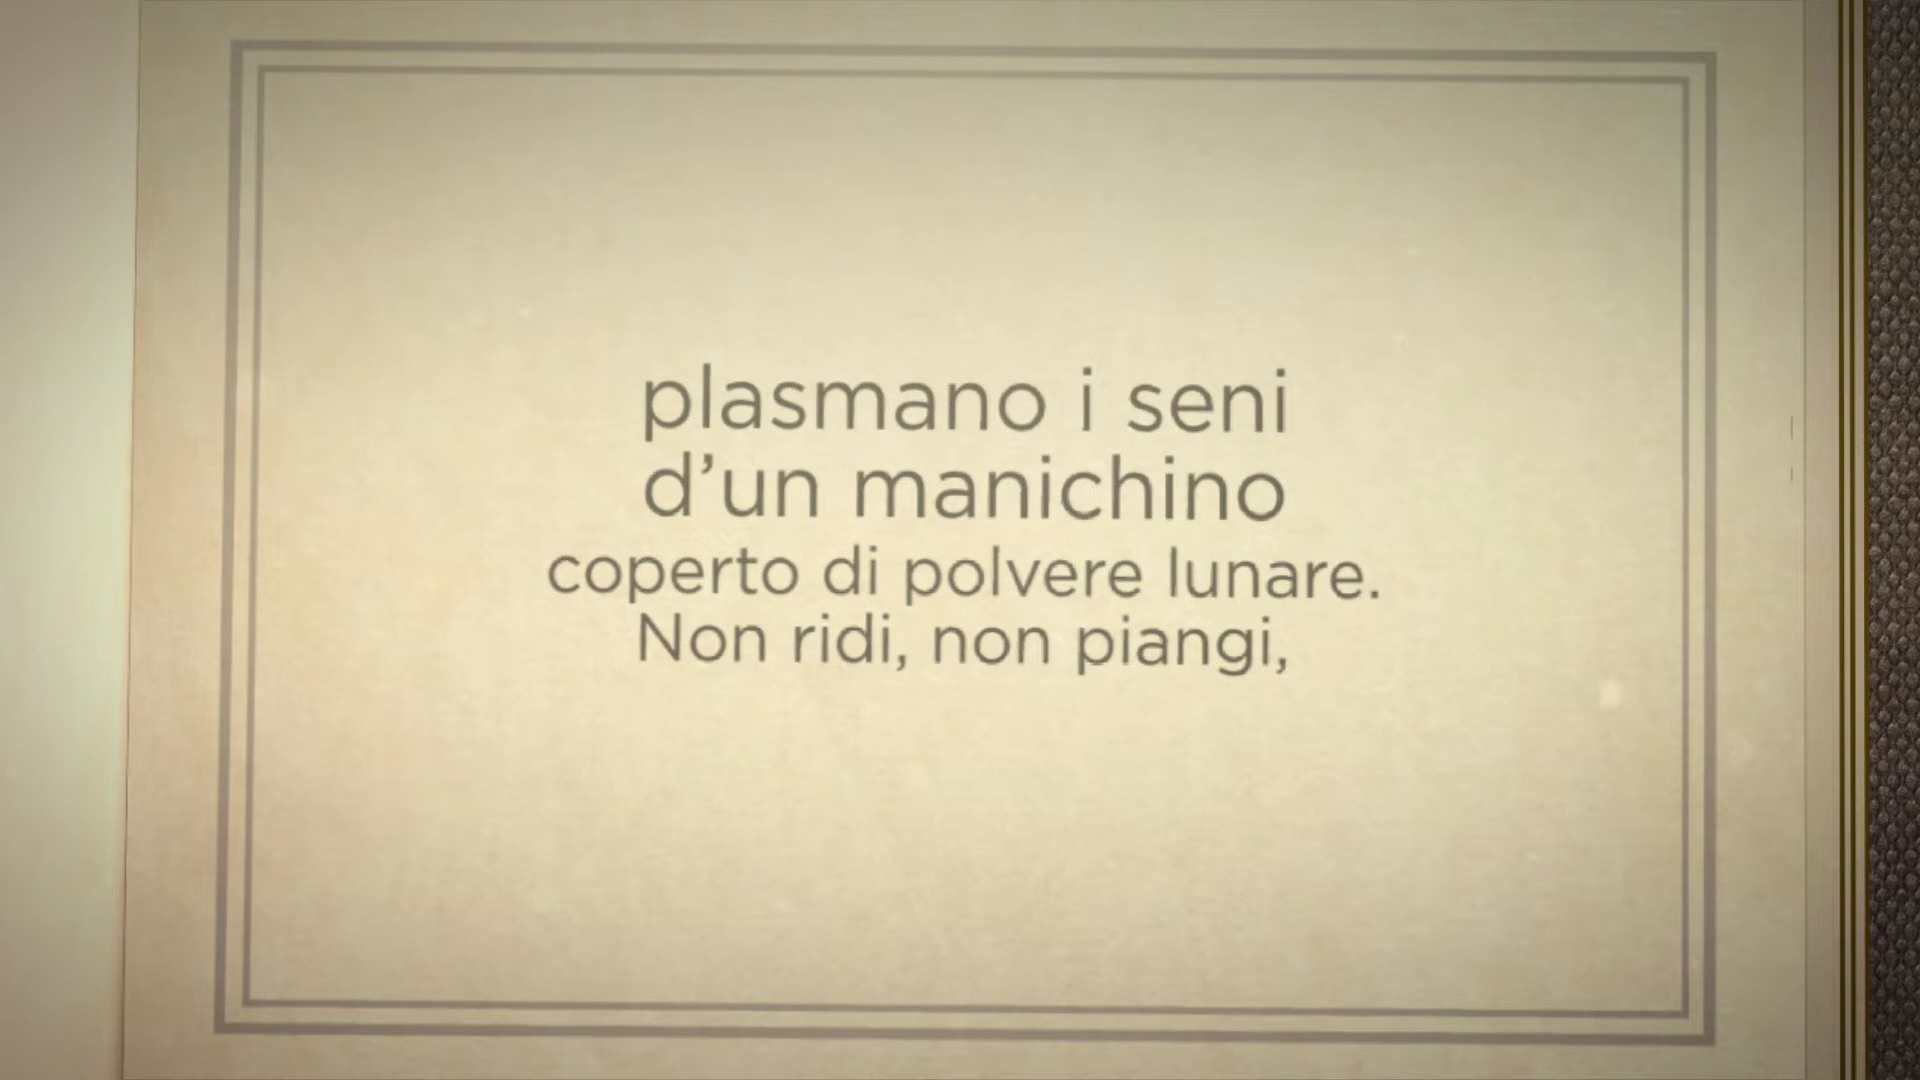 plasmano i seni
d’un manichino
coperto di polvere lunare.
Non ridi, non piangi,